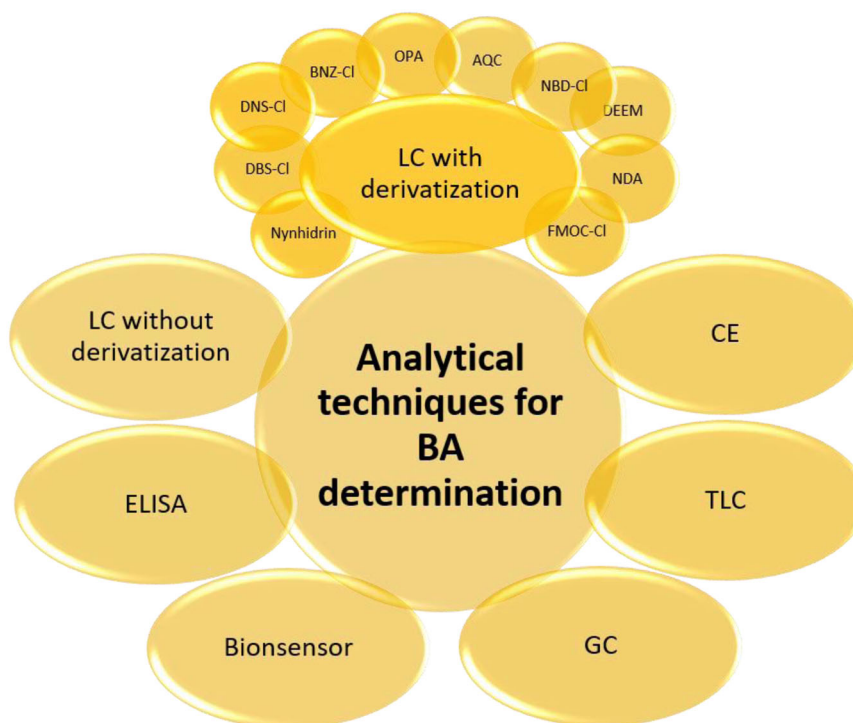 OPA
AQC
BNZ-Cl
NBD-Cl
DNS-Cl
DEEM
DBS-Cl
NDA
Nynhidrin
FMOC-Cl
LC with
derivatization
LC without
derivatization
CE
Analytical
techniques for
BA
determination
ELISA
TLC
Bionsensor
GC